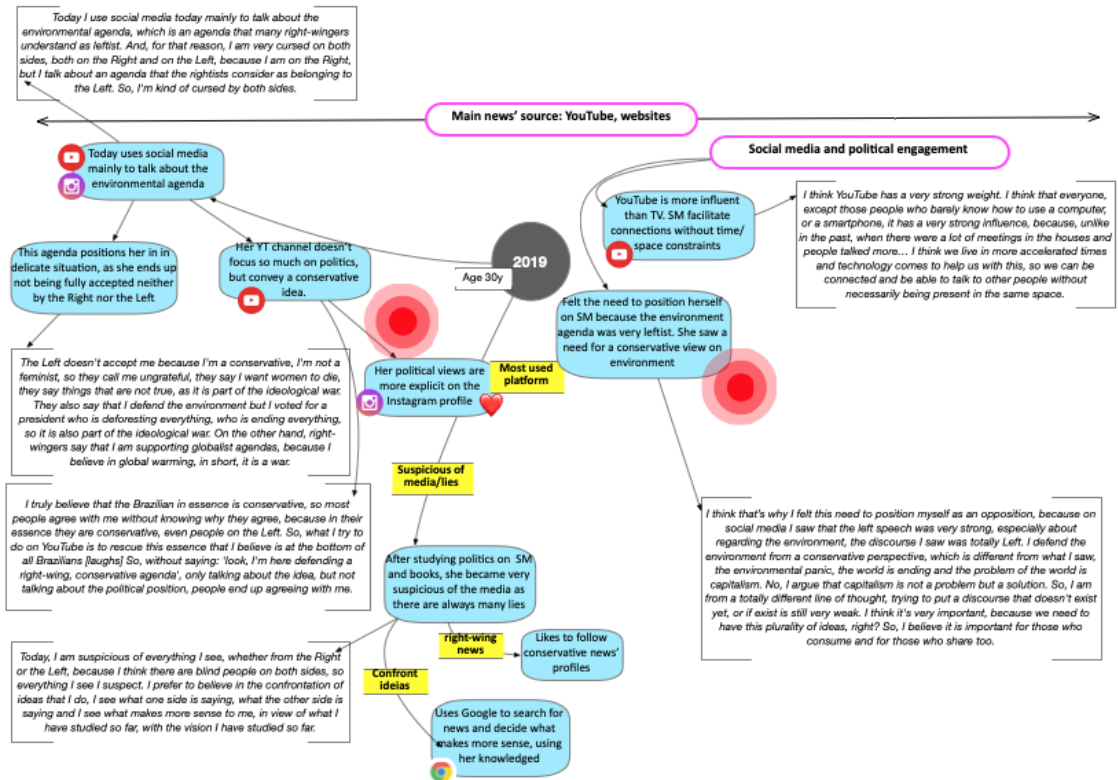 Today I use social media today mainly to talk about the
environmental agenda, which is an agenda that many right-wingers
understand as leftist. And, for that reason, I am very cursed on both
sides, both on the Right and on the Left, because I am on the Right,
but I talk about an agenda that the rightists consider as belonging to
the Left. So, I'm kind of cursed by both sides.
Main news' source: YouTube, websites
Social media and political engagement
Today uses social media
mainly to talk about the
environmental agenda
YouTube is more influent
than TV. SM facilitate
connections without time/
space constraints
I think YouTube has a very strong weight. I think that everyone,
except those people who barely know how to use a computer,
or a smartphone, it has a very strong influence, because, unlike
in the past, when there were a lot of meetings in the houses and
people talked more... I think we live in more accelerated times
and technology comes to help us with this, so we can be
connected and be able to talk to other people without
necessarily being present in the same space.
This agenda positions her in in
delicate situation, as she ends up
not being fully accepted neither
by the Right nor the Left
Her YT channel doesn't
focus so much on politics,
but convey a conservative
idea.
2019
Age 30y
Felt the need to position herself
on SM because the environment
agenda was very leftist. She saw a
need for a conservative view on
environment
The Left doesn't accept me because I'm a conservative, I'm not a
feminist, so they call me ungrateful, they say I want women to die,
they say things that are not true, as it is part of the ideological war.
They also say that I defend the environment but I voted for a
president who is deforesting everything, who is ending everything,
so it is also part of the ideological war. On the other hand, right-
wingers say that I am supporting globalist agendas, because I
believe in global warming, in short, it is a war.
Her political views are
more explicit on the
Instagram profile
Most used
platform
Suspicious of
media/lies
I truly believe that the Brazilian in essence is conservative, so most
people agree with me without knowing why they agree, because in their
essence they are conservative, even people on the Left. So, what I try to
do on YouTube is to rescue this essence that I believe is at the bottom of
all Brazilians [laughs] So, without saying: 'look, I'm here defending a
right-wing, conservative agenda', only talking about the idea, but not
talking about the political position, people end up agreeing with me.
I think that's why I felt this need to position myself as an opposition, because on
social media I saw that the left speech was very strong, especially about
regarding the environment, the discourse I saw was totally Left. I defend the
environment from a conservative perspective, which is different from what I saw,
the environmental panic, the world is ending and the problem of the world is
capitalism. No, I argue that capitalism is not a problem but a solution. So, I am
from a totally different line of thought, trying to put a discourse that doesn't exist
yet, or if exist is still very weak. I think it's very important, because we need to
have this plurality of ideas, right? So, I believe it is important for those who
consume and for those who share too.
After studying politics on SM
and books, she became very
suspicious of the media as
there are always many lies
right-wing
news
Likes to follow
conservative news'
profiles
Confront
ideias
Today, I am suspicious of everything I see, whether from the Right
or the Left, because I think there are blind people on both sides, so
everything I see I suspect. I prefer to believe in the confrontation of
ideas that I do, I see what one side is saying, what the other side is
saying and I see what makes more sense to me, in view of what I
have studied so far, with the vision I have studied so far.
Uses Google to search for
news and decide what
makes more sense, using
her knowledged